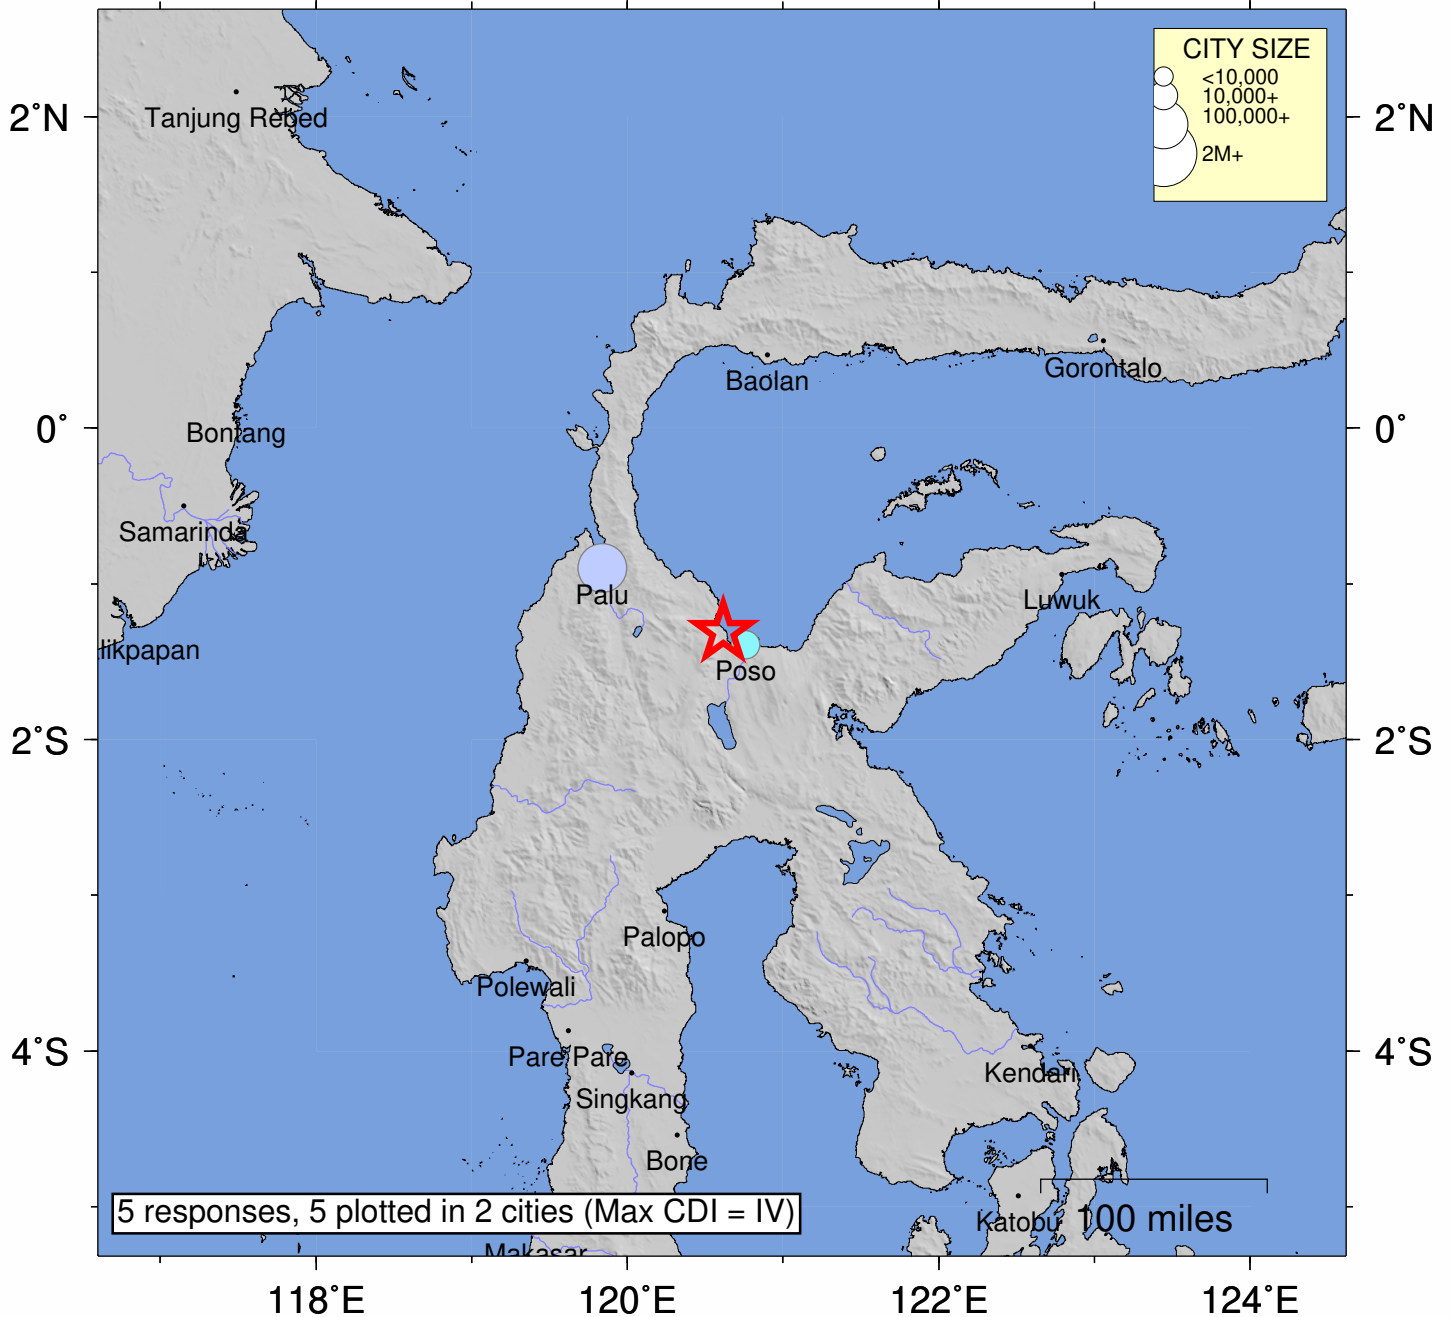 CITY SIZE
<10,000
10,000+
100,000+
2M+
2°N
2°N
Tanjung Rebed
Gorontalo
Baolan
0°
0°
Bontang
Samarinda
Palu
Luwuk
likpapan
Poso
2°S
2°S
Palopo
Polewali
4°S
4°S
Pare Pare
Kendari
Singkang
Bone
5 responses, 5 plotted in 2 cities (Max CDI = IV)
Katobu
100 miles
Makasar
118°E
120°E
122°E
124°E